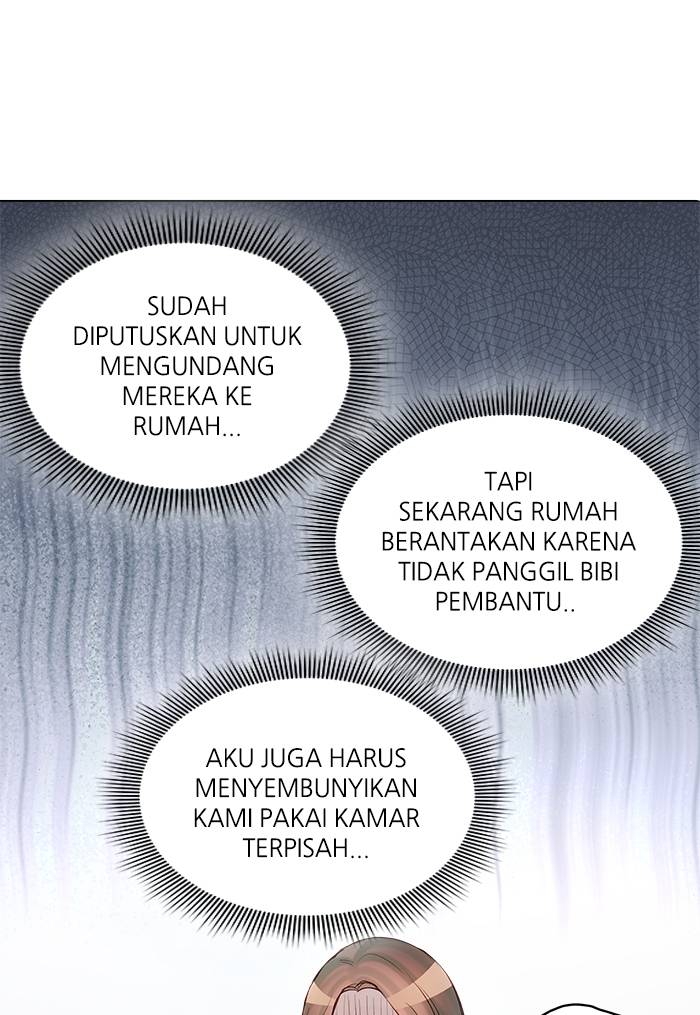 SUDAH
DIPUTUSKAN UNTUK
MENGUNDANG
MEREKA KE
RUMAH...
TAPI
SEKARANG RUMAH
BERANTAKAN KARENA
TIDAK PANGGIL BIBI
PEMBANTU..
AKU JUGA HARUS
MENYEMBUNYIKAN
KAMI PAKAI KAMAR
TERPISAH...